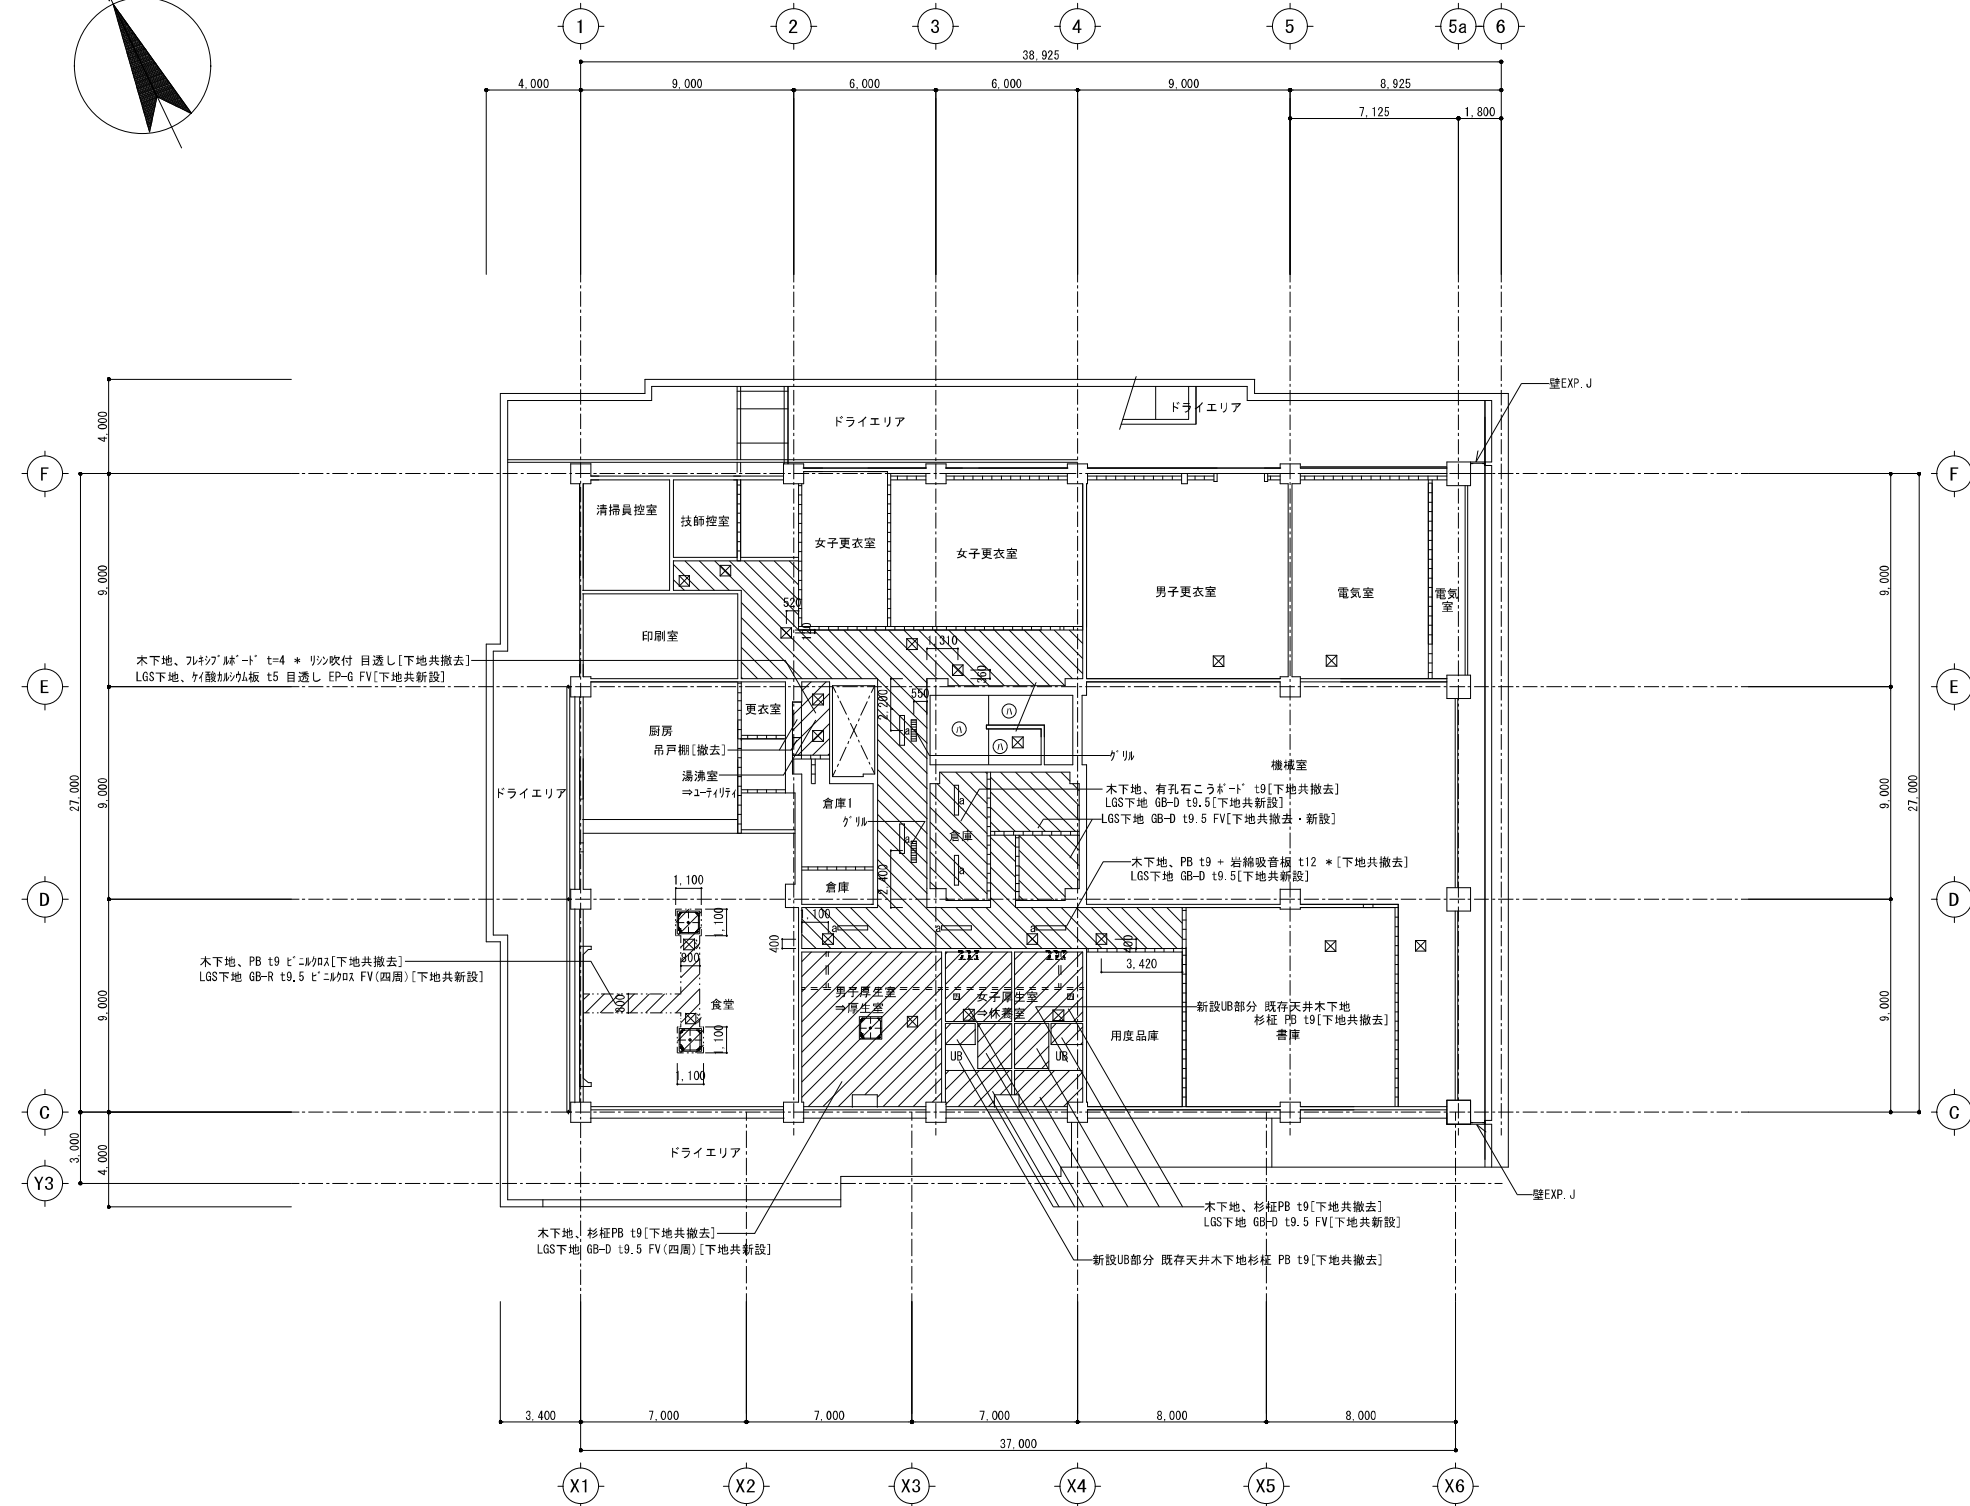 1 2 3 4 5 5a 6
38,925
4,000 9,000 6,000 6,000 9,000 8,925
7,125 1,800
壁EXP.J
4,000
ドライエリア
ドライエリア
F
F
清掃員控室
技師控室
女子更衣室
女子更衣室
男子更衣室
電気室
電気
室
9,000
9,000
520
印刷室
1,310
360
木下地、フレキシブルボード t=4 * リシン吹付 目透し[下地共撤去]
LGS下地、ケイ酸カルシウム板 t5 目透し EP-G FV[下地共新設]
E
E
550
2,200
更衣室
厨房
吊戸棚[撤去]
湯沸室
⇒ユーティリティ
a
ハ
ハ
ハ
グリル
機械室
27,000
9,000
ドライエリア
倉庫1
グリル
a
倉庫
a
a
木下地、有孔石こうボード t9[下地共撤去]
LGS下地 GB-D t9.5[下地共新設]
LGS下地 GB-D t9.5 FV[下地共撤去・新設]
9,000
27,000
木下地、PB t9 + 岩綿吸音板 t12 *[下地共撤去]
LGS下地 GB-D t9.5[下地共新設]
倉庫
2,400
1,100
D
D
1,100
1,100
400
a
a
a
400
900
3,420
木下地、PB t9 ビニルクロス[下地共撤去]
LGS下地 GB-R t9.5 ビニルクロス FV(四周)[下地共新設]
900
食堂
男子厚生室
⇒厚生室
女子厚生室
⇒休養室
新設UB部分 既存天井木下地
杉柾 PB t9[下地共撤去]
書庫
用度品庫
9,000
9,000
1,100
1,100
UB
UB
C
C
3,000
4,000
ドライエリア
Y3
壁EXP.J
木下地、杉柾PB t9[下地共撤去]
LGS下地 GB-D t9.5 FV[下地共新設]
木下地、杉柾PB t9[下地共撤去]
LGS下地 GB-D t9.5 FV(四周)[下地共新設]
新設UB部分 既存天井木下地杉柾 PB t9[下地共撤去]
3,400 7,000 7,000 7,000 8,000 8,000
37,000
X1 X2 X3 X4 X5 X6